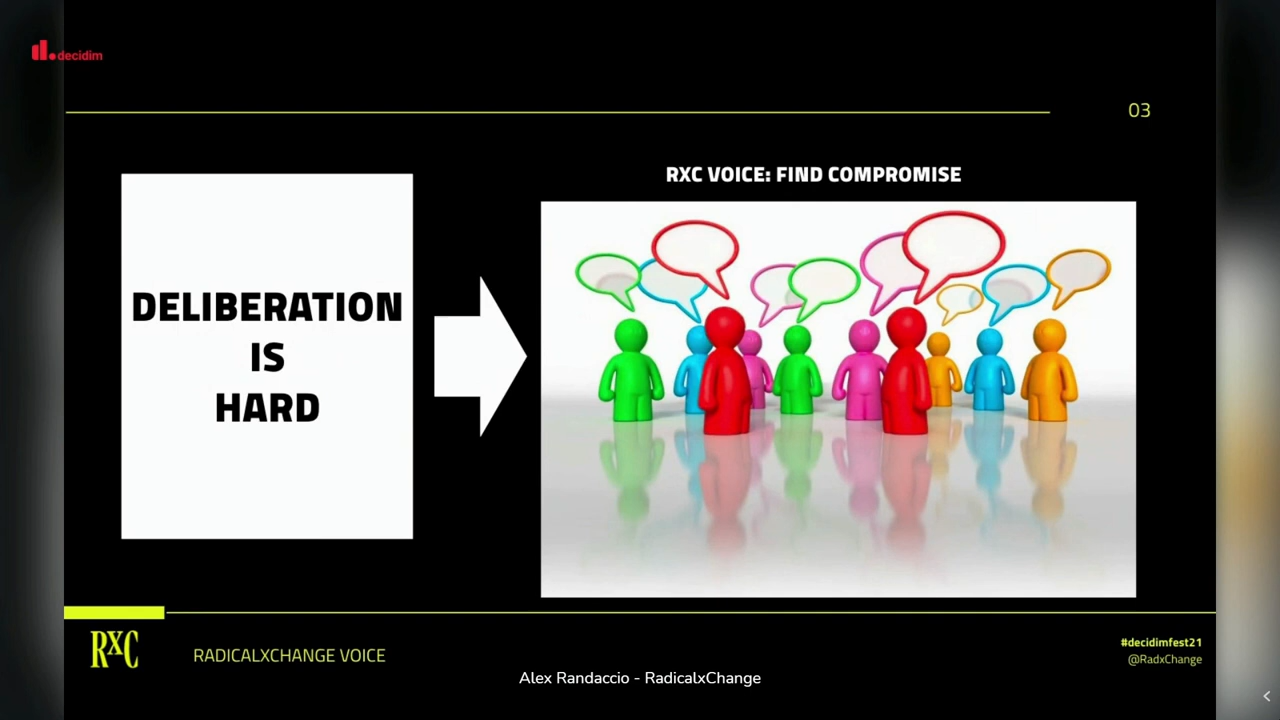 decidim
03
RXC VOICE: FIND COMPROMISE
DELIBERATION
IS
HARD
RxC
RADICALXCHANGE VOICE
#decidimfest21
@RadxChange
Alex Randaccio - RadicalxChange